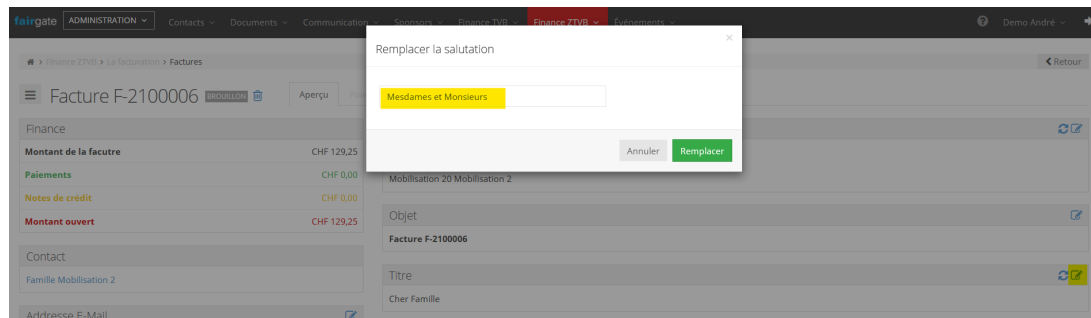 fairgate ADMINISTRATION Contacts Documents Communication Sponsors Finance TVB Finance ZTVB Événements Demo André
Remplacer la salutation ×
> Finance ZTVB > La facturation > Factures Retour
Facture F-2100006 BROUILLON Aperçu
Mesdames et Monsieurs
Finance
Montant de la facutre CHF 129,25
Annuler Remplacer
Paiements CHF 0,00
Mobilisation 20 Mobilisation 2
Notes de crédit CHF 0,00
Montant ouvert CHF 129,25
Objet
Facture F-2100006
Contact
Famille Mobilisation 2
Titre
Cher Famille
Addresse E-Mail